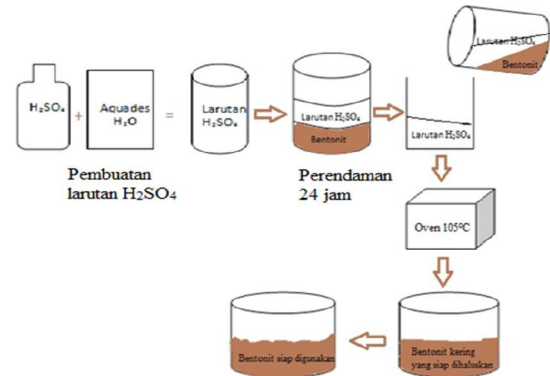 H₂SO₄
+
Aquades
H₂O
=
Larutan
H₂SO₄
Larutan H₂SO₄
Bentonit
Larutan H₂SO₄
Bentonit
Larutan H₂SO₄
Pembuatan
larutan H₂SO₄
Perendaman
24 jam
Oven 105⁰C
Bentonit kering
yang siap dihaluskan
Bentonit siap digunakan